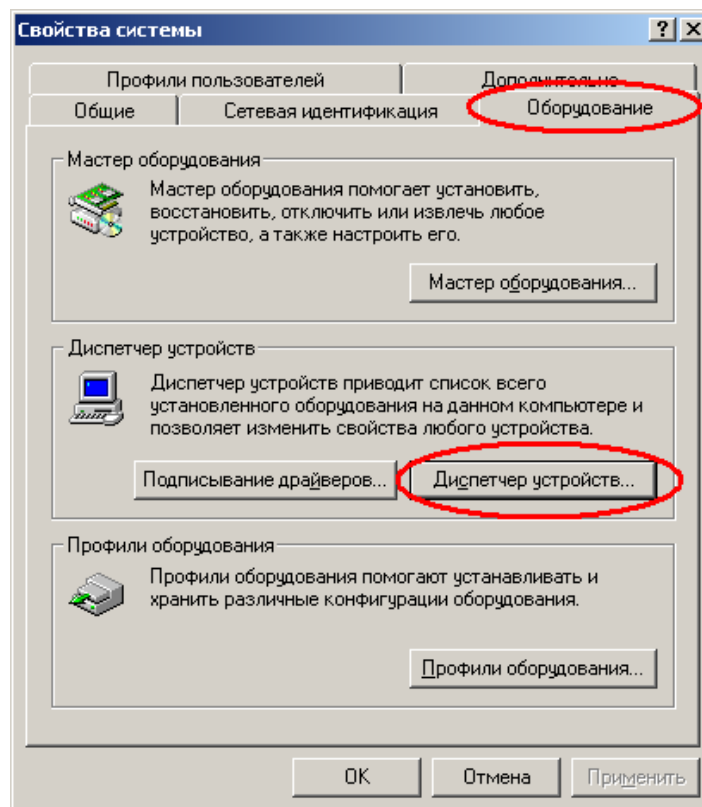 Свойства системы
Профили пользователей
Дополнительно
Общие
Сетевая идентификация
Оборудование
Мастер оборудования
Мастер оборудования помогает установить,
восстановить, отключить или извлечь любое
устройство, а также настроить его.
Мастер оборудования...
Диспетчер устройств
Диспетчер устройств приводит список всего
установленного оборудования на данном компьютере и
позволяет изменить свойства любого устройства.
Подписывание драйверов...
Диспетчер устройств...
Профили оборудования
Профили оборудования помогают устанавливать и
хранить различные конфигурации оборудования.
Профили оборудования...
OK
Отмена
Применить